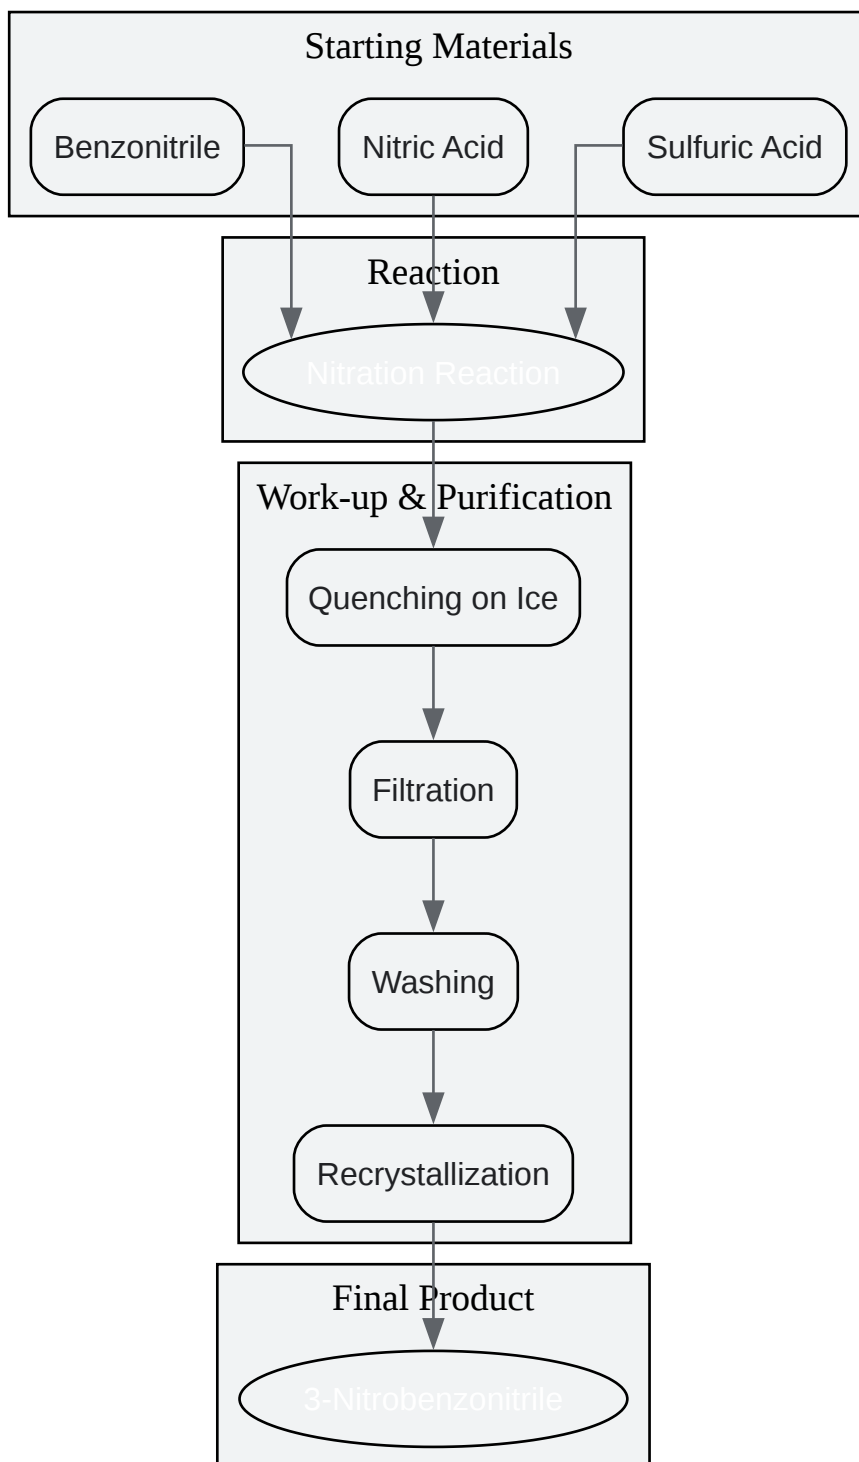 Starting Materials
Benzonitrile
Nitric Acid
Sulfuric Acid
Reaction
Nitration Reaction
Work-up & Purification
Quenching on Ice
Filtration
Washing
Recrystallization
Final Product
3-Nitrobenzonitrile